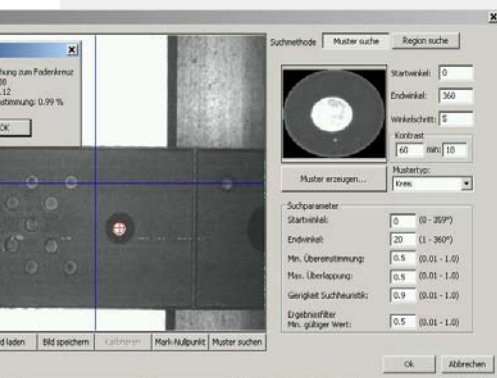 Suchmethode Muster suche Region suche
hung zum Fadenkreuz
.12
stimmung: 0.99 %
OK
Startwinkel: 0
Endwinkel: 360
Winkelschritt: 5
Kontrast
60 min: 10
Muster erzeugen...
Mustertyp:
Kreis
Suchparameter
Startwinkel: 0 (0 - 359°)
Endwinkel: 20 (1 - 360°)
Min. Übereinstimmung: 0.5 (0.01 - 1.0)
Max. Überlappung: 0.5 (0.01 - 1.0)
Gierigkeit Suchheuristik: 0.9 (0.01 - 1.0)
Ergebnisfilter
Min. gültiger Wert: 0.5 (0.01 - 1.0)
d laden Bild speichern Kalibrieren Mark-Nullpunkt Muster suchen
Ok Abbrechen